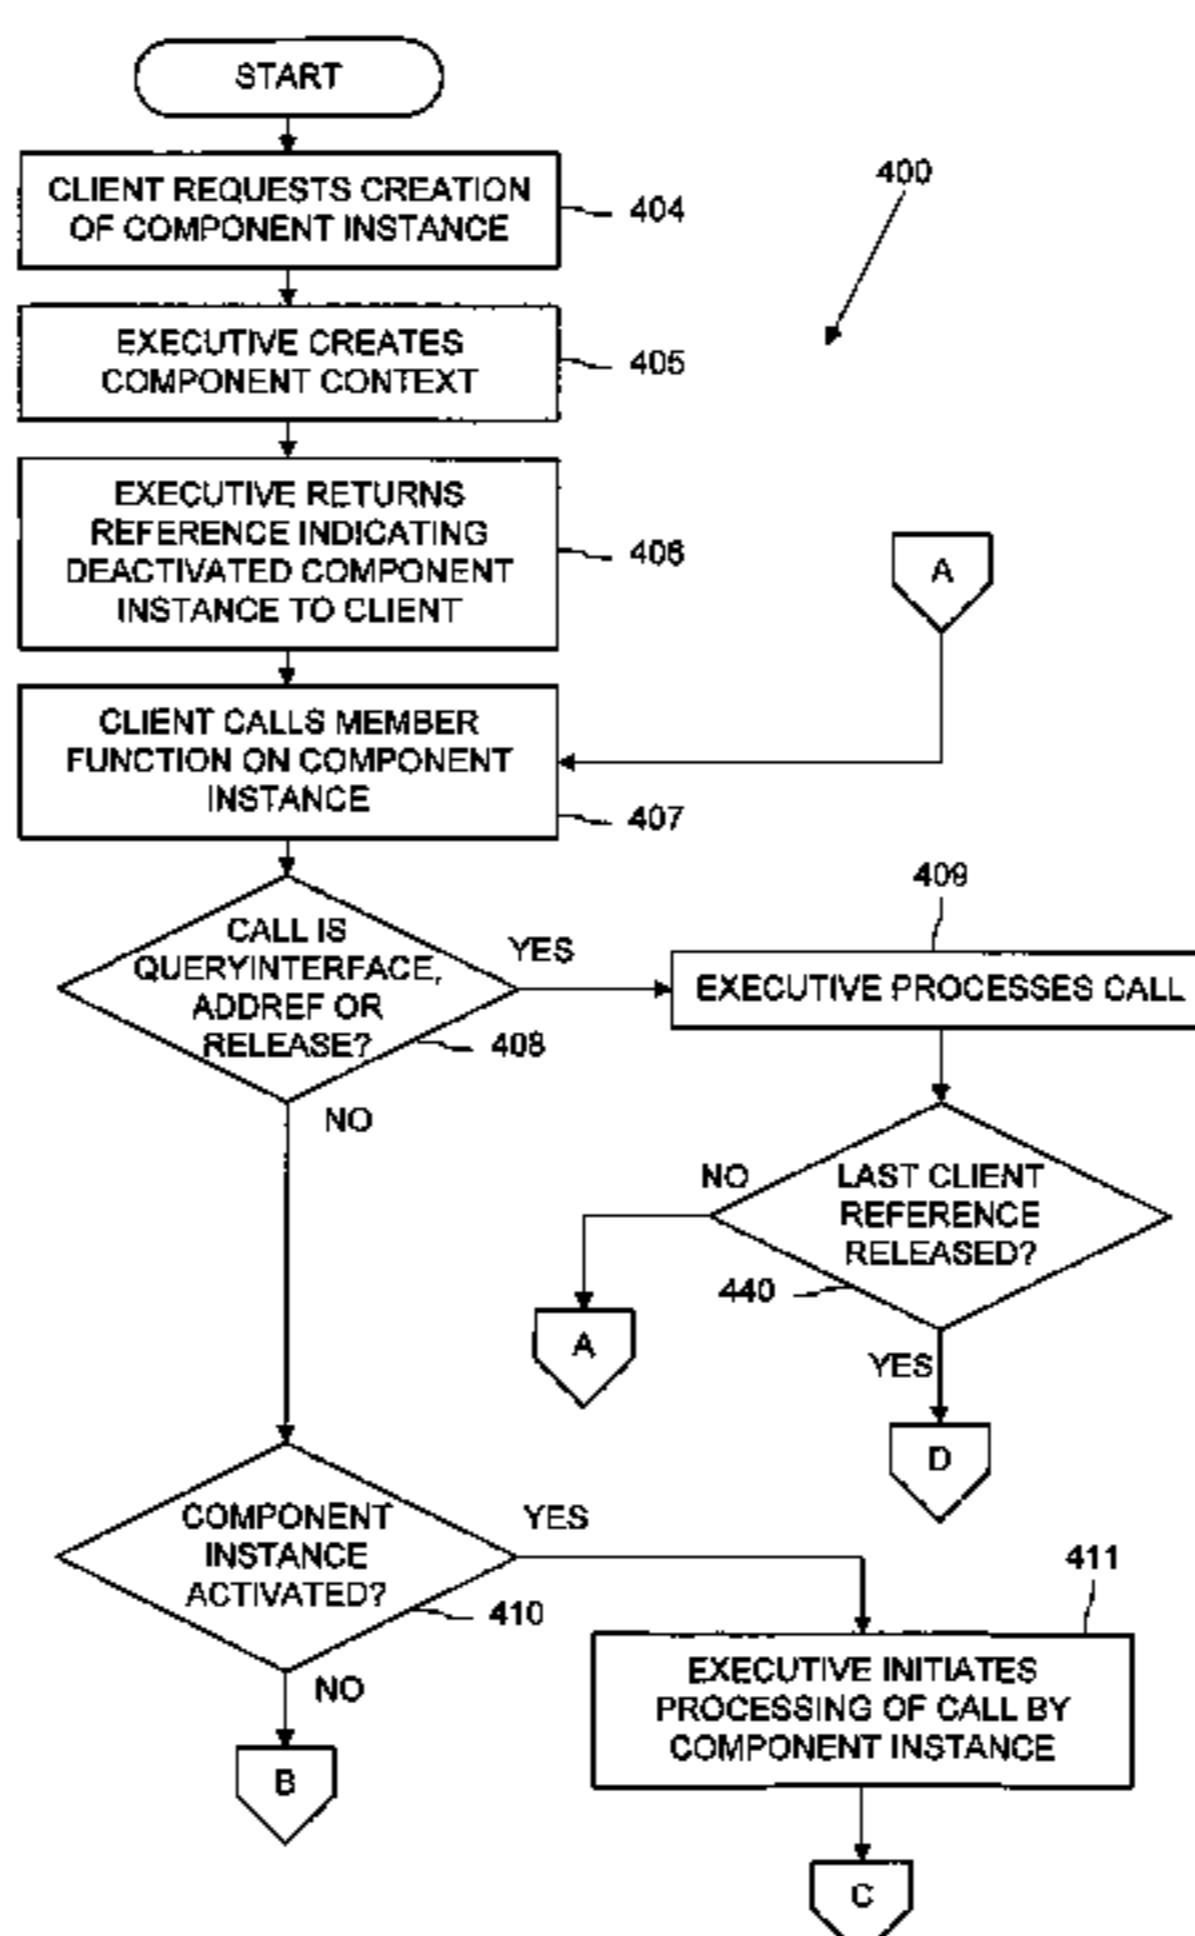 START
CLIENT REQUESTS CREATION
OF COMPONENT INSTANCE
404
400
EXECUTIVE CREATES
COMPONENT CONTEXT
405
EXECUTIVE RETURNS
REFERENCE INDICATING
DEACTIVATED COMPONENT
INSTANCE TO CLIENT
406
A
CLIENT CALLS MEMBER
FUNCTION ON COMPONENT
INSTANCE
407
CALL IS
QUERYINTERFACE,
ADDREF OR
RELEASE?
408
YES
NO
409
EXECUTIVE PROCESSES CALL
LAST CLIENT
REFERENCE
RELEASED?
440
NO
A
YES
D
COMPONENT
INSTANCE
ACTIVATED?
410
YES
NO
B
411
EXECUTIVE INITIATES
PROCESSING OF CALL BY
COMPONENT INSTANCE
C